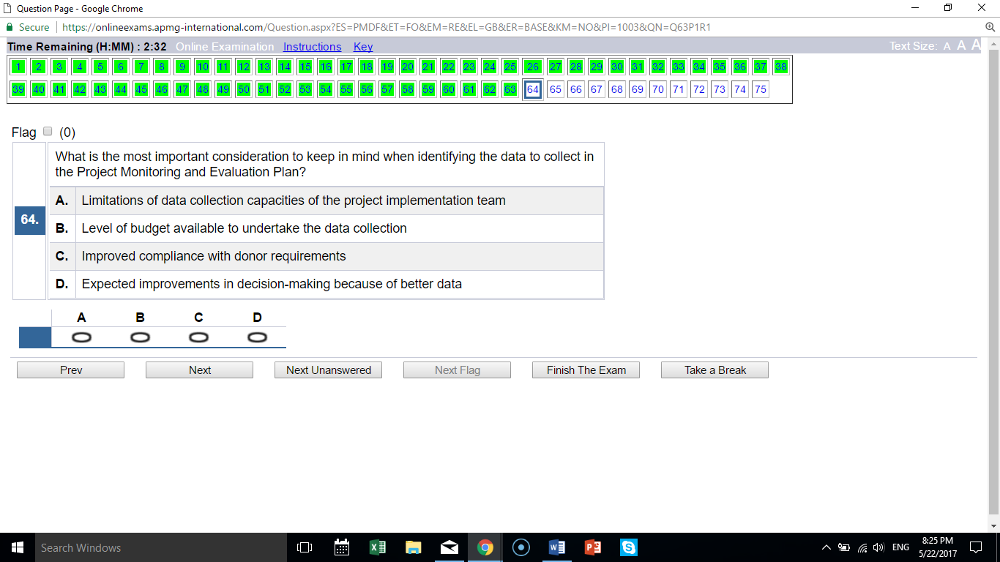 Question Page - Google Chrome
Secure https://onlineexams.apmg-international.com/Question.aspx?ES=PMDF&ET=FO&EM=RE&EL=GB&ER=BASE&KM=NO&PI=1003&QN=Q63P1R1
Time Remaining (H:MM) : 2:32 Online Examination Instructions Key Text Size: A A A
1 2 3 4 5 6 7 8 9 10 11 12 13 14 15 16 17 18 19 20 21 22 23 24 25 26 27 28 29 30 31 32 33 34 35 36 37 38
39 40 41 42 43 44 45 46 47 48 49 50 51 52 53 54 55 56 57 58 59 60 61 62 63 64 65 66 67 68 69 70 71 72 73 74 75
Flag (0)
What is the most important consideration to keep in mind when identifying the data to collect in
the Project Monitoring and Evaluation Plan?
64.
A. Limitations of data collection capacities of the project implementation team
B. Level of budget available to undertake the data collection
C. Improved compliance with donor requirements
D. Expected improvements in decision-making because of better data
A B C D
Prev Next Next Unanswered Next Flag Finish The Exam Take a Break
Search Windows
ENG
8:25 PM
5/22/2017